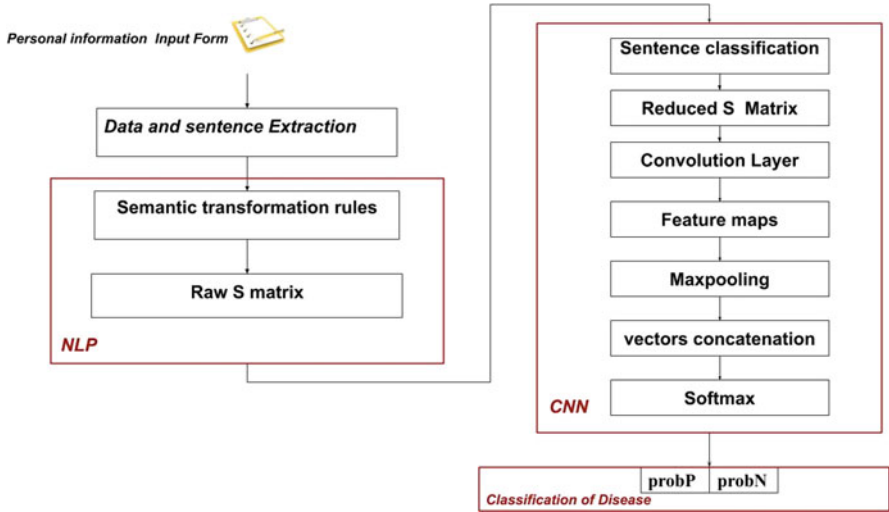 Personal information Input Form
Data and sentence Extraction
Semantic transformation rules
Raw S matrix
NLP
Sentence classification
Reduced S Matrix
Convolution Layer
Feature maps
Maxpooling
vectors concatenation
Softmax
CNN
probP probN
Classification of Disease